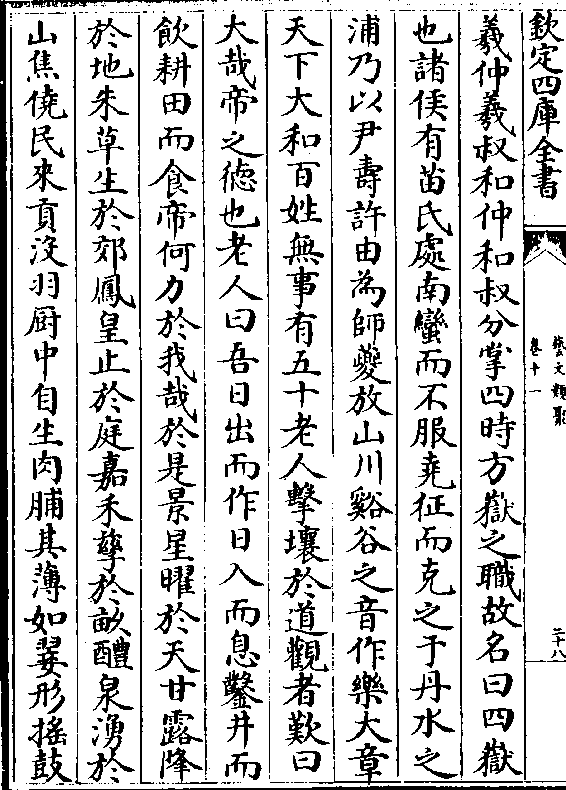 欽定四庫全書
藝文類聚
卷十一
二十八
羲仲羲叔和仲和叔分掌四時方嶽之職故名曰四嶽
也諸侯有苗氏處南蠻而不服堯征而克之于丹水之
浦乃以尹壽許由為師夔放山川谿谷之音作樂大章
天下大和百姓無事有五十老人擊壤於道觀者歎曰
大哉帝之德也老人曰吾日出而作日入而息鑿井而
飲耕田而食帝何力於我哉於是景星曜於天甘露降
於地朱草生於郊鳳皇止於庭嘉禾孳於畝醴泉湧於
山焦僥民來貢沒羽厨中自生肉脯其薄如翣形搖鼓